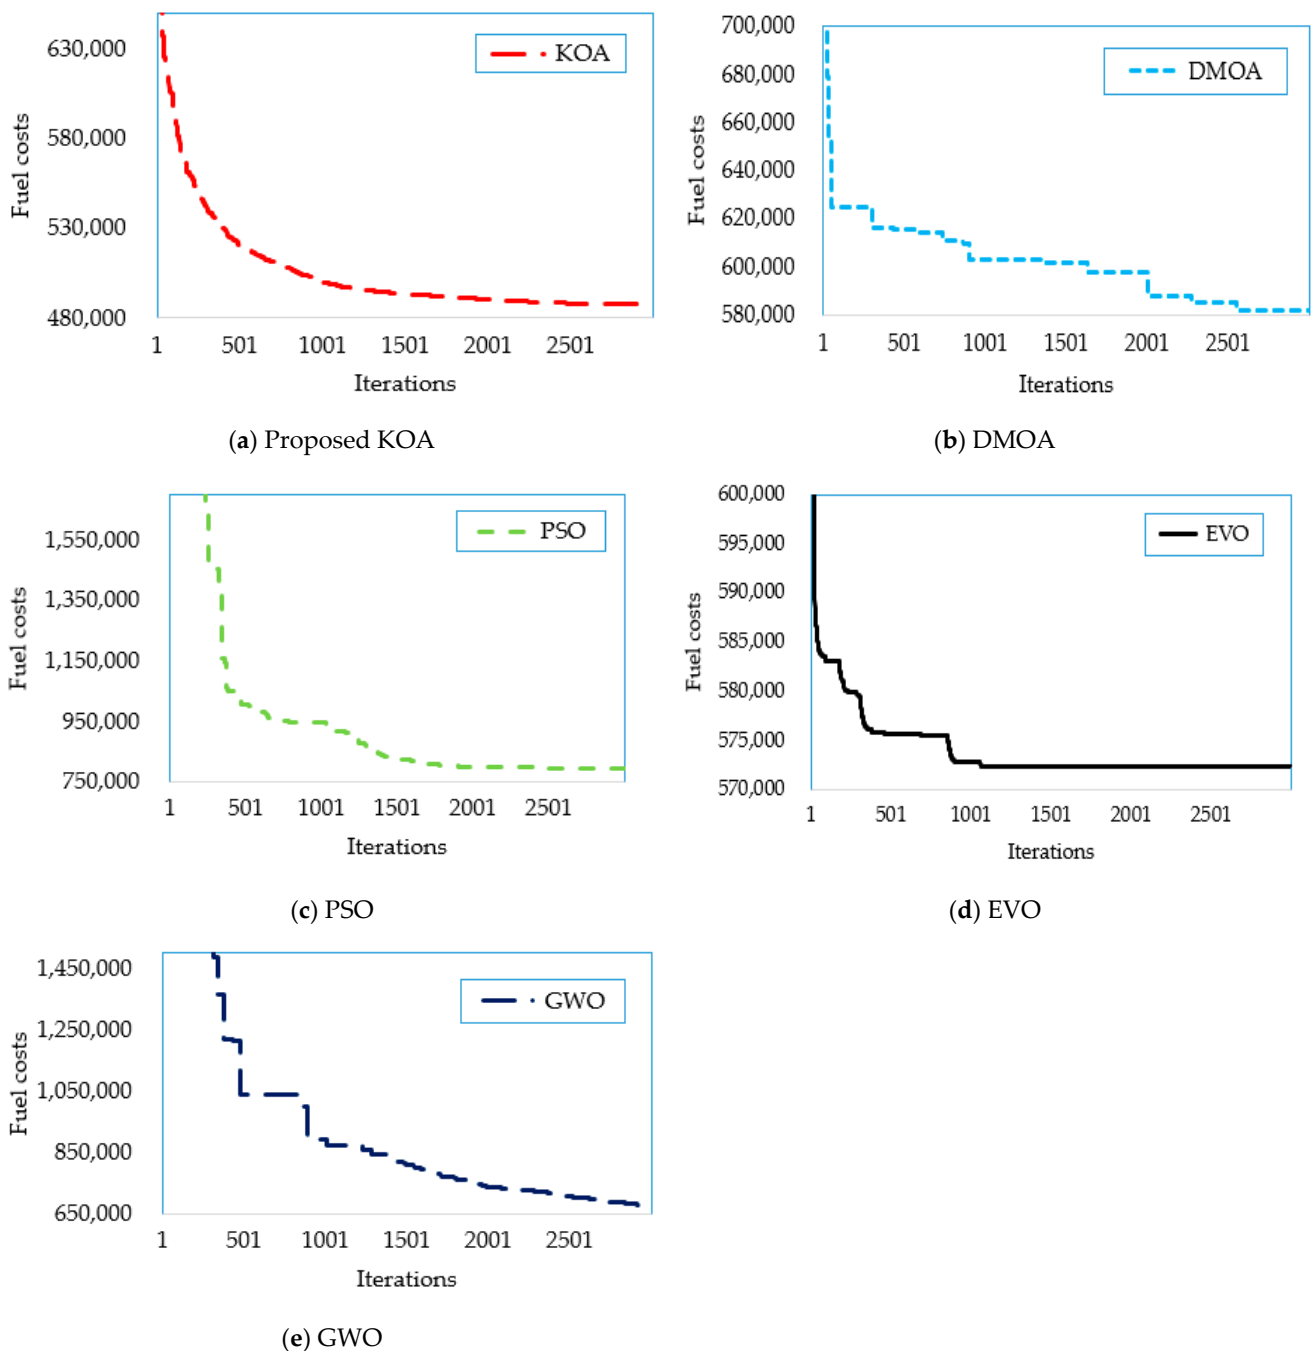 630,000
580,000
530,000
480,000
Fuel costs
KOA
1 501 1001 1501 2001 2501
Iterations
(a) Proposed KOA
700,000
680,000
660,000
640,000
620,000
600,000
580,000
Fuel costs
DMOA
1 501 1001 1501 2001 2501
Iterations
(b) DMOA
1,550,000
1,350,000
1,150,000
950,000
750,000
Fuel costs
PSO
1 501 1001 1501 2001 2501
Iterations
(c) PSO
600,000
595,000
590,000
585,000
580,000
575,000
570,000
Fuel costs
EVO
1 501 1001 1501 2001 2501
Iterations
(d) EVO
1,450,000
1,250,000
1,050,000
850,000
650,000
Fuel costs
GWO
1 501 1001 1501 2001 2501
Iterations
(e) GWO